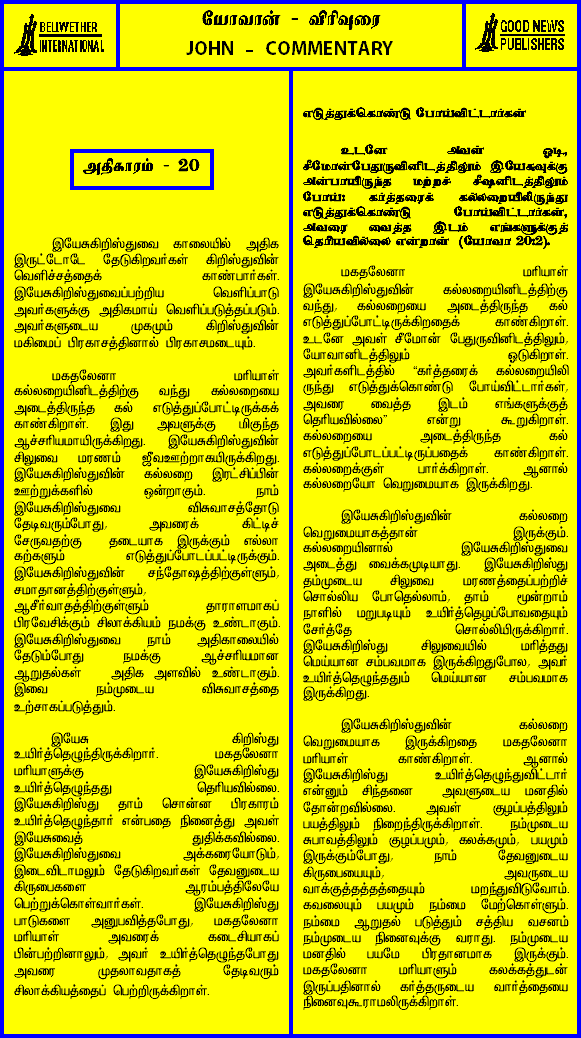 BELIWETHER
INTERNATIONAL
யோவான் - விரிவுரை
JOHN - COMMENTARY
GOOD NEWS
PUBLISHERS
அதிகாரம் - 20
இயேசுகிறிஸ்துவை காலையில் அதிக
இருட்டோடே தேடுகிறவர்கள் கிறிஸ்துவின்
வெளிச்சத்தைக் காண்பார்கள்.
இயேசுகிறிஸ்துவைப்பற்றிய வெளிப்பாடு
அவர்களுக்கு அதிகமாய் வெளிப்படுத்தப்படும்.
அவர்களுடைய முகமும் கிறிஸ்துவின்
மகிமைப் பிரகாசத்தினால் பிரகாசமடையும்.
மகதலேனா மரியாள்
கல்லறையினிடத்திற்கு வந்து கல்லறையை
அடைத்திருந்த கல் எடுத்துப்போட்டிருக்கக்
காண்கிறாள். இது அவளுக்கு மிகுந்த
ஆச்சரியமாயிருக்கிறது. இயேசுகிறிஸ்துவின்
சிலுவை மரணம் ஜீவஊற்றாகயிருக்கிறது.
இயேசுகிறிஸ்துவின் கல்லறை இரட்சிப்பின்
ஊற்றுக்களில் ஒன்றாகும். நாம்
இயேசுகிறிஸ்துவை விசுவாசத்தோடு
தேடிவரும்போது, அவரைக் கிட்டிச்
சேருவதற்கு தடையாக இருக்கும் எல்லா
கற்களும் எடுத்துப்போடப்பட்டிருக்கும்.
இயேசுகிறிஸ்துவின் சந்தோஷத்திற்குள்ளும்,
சமாதானத்திற்குள்ளும்,
ஆசீர்வாதத்திற்குள்ளும் தாராளமாகப்
பிரவேசிக்கும் சிலாக்கியம் நமக்கு உண்டாகும்.
இயேசுகிறிஸ்துவை நாம் அதிகாலையில்
தேடும்போது நமக்கு ஆச்சரியமான
ஆறுதல்கள் அதிக அளவில் உண்டாகும்.
இவை நம்முடைய விசுவாசத்தை
உற்சாகப்படுத்தும்.
இயேசு கிறிஸ்து
உயிர்த்தெழுந்திருக்கிறார். மகதலேனா
மரியாளுக்கு இயேசுகிறிஸ்து
உயிர்த்தெழுந்தது தெரியவில்லை.
இயேசுகிறிஸ்து தாம் சொன்ன பிரகாரம்
உயிர்த்தெழுந்தார் என்பதை நினைத்து அவள்
இயேசுவைத் துதிக்கவில்லை.
இயேசுகிறிஸ்துவை அக்கரையோடும்,
இடைவிடாமலும் தேடுகிறவர்கள் தேவனுடைய
கிருபைகளை ஆரம்பத்திலேயே
பெற்றுக்கொள்வார்கள். இயேசுகிறிஸ்து
பாடுகளை அனுபவித்தபோது, மகதலேனா
மரியாள் அவரைக் கடைசியாகப்
பின்பற்றினாலும், அவர் உயிர்த்தெழுந்தபோது
அவரை முதலாவதாகத் தேடிவரும்
சிலாக்கியத்தைப் பெற்றிருக்கிறாள்.
எடுத்துக்கொண்டு போய்விட்டார்கள்
உடனே அவள் ஓடி,
சீமோன்பேதுருவினிடத்திலும் இயேசுவுக்கு
அன்பாயிருந்த மற்றச் சீஷனிடத்திலும்
போய்: கர்த்தரைக் கல்லறையிலிருந்து
எடுத்துக்கொண்டு போய்விட்டார்கள்,
அவரை வைத்த இடம் எங்களுக்குத்
தெரியவில்லை என்றாள் (யோவா 20:2).
மகதலேனா மரியாள்
இயேசுகிறிஸ்துவின் கல்லறையினிடத்திற்கு
வந்து, கல்லறையை அடைத்திருந்த கல்
எடுத்துப்போட்டிருக்கிறதைக் காண்கிறாள்.
உடனே அவள் சீமோன் பேதுருவினிடத்திலும்,
யோவானிடத்திலும் ஓடுகிறாள்.
அவர்களிடத்தில் “கர்த்தரைக் கல்லறையிலி
ருந்து எடுத்துக்கொண்டு போய்விட்டார்கள்,
அவரை வைத்த இடம் எங்களுக்குத்
தெரியவில்லை” என்று கூறுகிறாள்.
கல்லறையை அடைத்திருந்த கல்
எடுத்துப்போடப்பட்டிருப்பதைக் காண்கிறாள்.
கல்லறைக்குள் பார்க்கிறாள். ஆனால்
கல்லறையோ வெறுமையாக இருக்கிறது.
இயேசுகிறிஸ்துவின் கல்லறை
வெறுமையாகத்தான் இருக்கும்.
கல்லறையினால் இயேசுகிறிஸ்துவை
அடைத்து வைக்கமுடியாது. இயேசுகிறிஸ்து
தம்முடைய சிலுவை மரணத்தைப்பற்றிச்
சொல்லிய போதெல்லாம், தாம் மூன்றாம்
நாளில் மறுபடியும் உயிர்த்தெழப்போவதையும்
சேர்த்தே சொல்லியிருக்கிறார்.
இயேசுகிறிஸ்து சிலுவையில் மரித்தது
மெய்யான சம்பவமாக இருக்கிறதுபோல, அவர்
உயிர்த்தெழுந்ததும் மெய்யான சம்பவமாக
இருக்கிறது.
இயேசுகிறிஸ்துவின் கல்லறை
வெறுமையாக இருக்கிறதை மகதலேனா
மரியாள் காண்கிறாள். ஆனால்
இயேசுகிறிஸ்து உயிர்த்தெழுந்துவிட்டார்
என்னும் சிந்தனை அவளுடைய மனதில்
தோன்றவில்லை. அவள் குழப்பத்திலும்
பயத்திலும் நிறைந்திருக்கிறாள். நம்முடைய
சுபாவத்திலும் குழப்பமும், கலக்கமும், பயமும்
இருக்கும்போது, நாம் தேவனுடைய
கிருபையையும், அவருடைய
வாக்குத்தத்தத்தையும் மறந்துவிடுவோம்.
கவலையும் பயமும் நம்மை மேற்கொள்ளும்.
நம்மை ஆறுதல் படுத்தும் சத்திய வசனம்
நம்முடைய நினைவுக்கு வராது. நம்முடைய
மனதில் பயமே பிரதானமாக இருக்கும்.
மகதலேனா மரியாளும் கலக்கத்துடன்
இருப்பதினால் கர்த்தருடைய வார்த்தையை
நினைவுகூராமலிருக்கிறாள்.